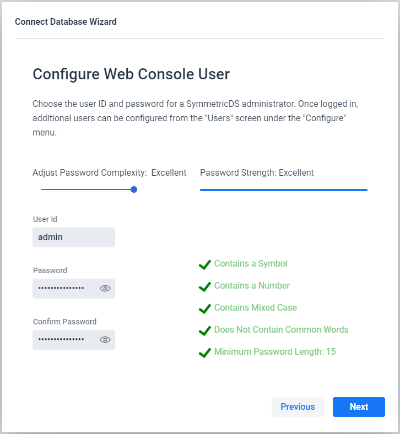 Connect Database Wizard
Configure Web Console User
Choose the user ID and password for a SymmetricDS administrator. Once logged in,
additional users can be configured from the "Users" screen under the "Configure"
menu.
Adjust Password Complexity: Excellent
Password Strength: Excellent
User Id
admin
Password
•••••••••••••••
Confirm Password
•••••••••••••••
Contains a Symbol
Contains a Number
Contains Mixed Case
Does Not Contain Common Words
Minimum Password Length: 15
Previous
Next